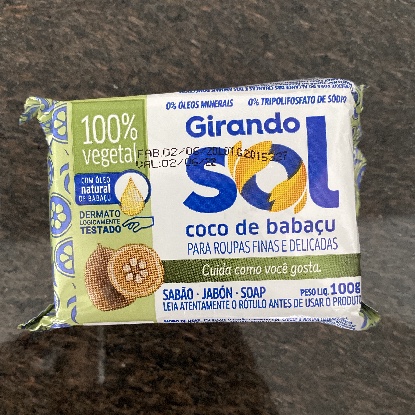 0% ÓLEOS MINERAIS 0% TRIPOLIFOSFATO DE SÓDIO
100%
vegetal
Girando
sol
COM ÓLEO
natural
DE BABAÇU
DERMATO
LOGICAMENTE
TESTADO
coco de babaçu
PARA ROUPAS FINAS E DELICADAS
Cuida como você gosta.
SABÃO · JABÓN · SOAP PESO LÍQ. 100g
LEIA ATENTAMENTE O RÓTULO ANTES DE USAR O PRODUTO